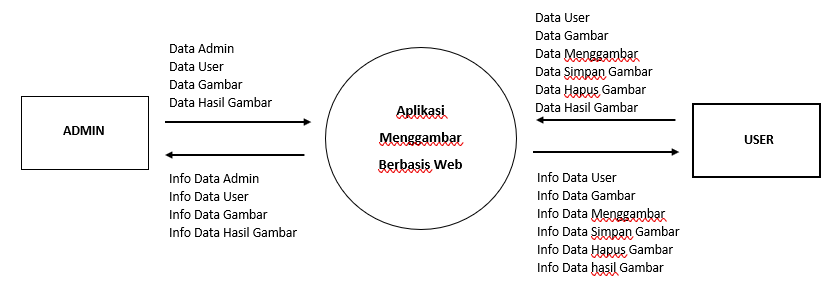 ADMIN
Data Admin
Data User
Data Gambar
Data Hasil Gambar
Info Data Admin
Info Data User
Info Data Gambar
Info Data Hasil Gambar
Aplikasi
Menggambar
Berbasis Web
Data User
Data Gambar
Data Menggambar
Data Simpan Gambar
Data Hapus Gambar
Data Hasil Gambar
Info Data User
Info Data Gambar
Info Data Menggambar
Info Data Simpan Gambar
Info Data Hapus Gambar
Info Data hasil Gambar
USER